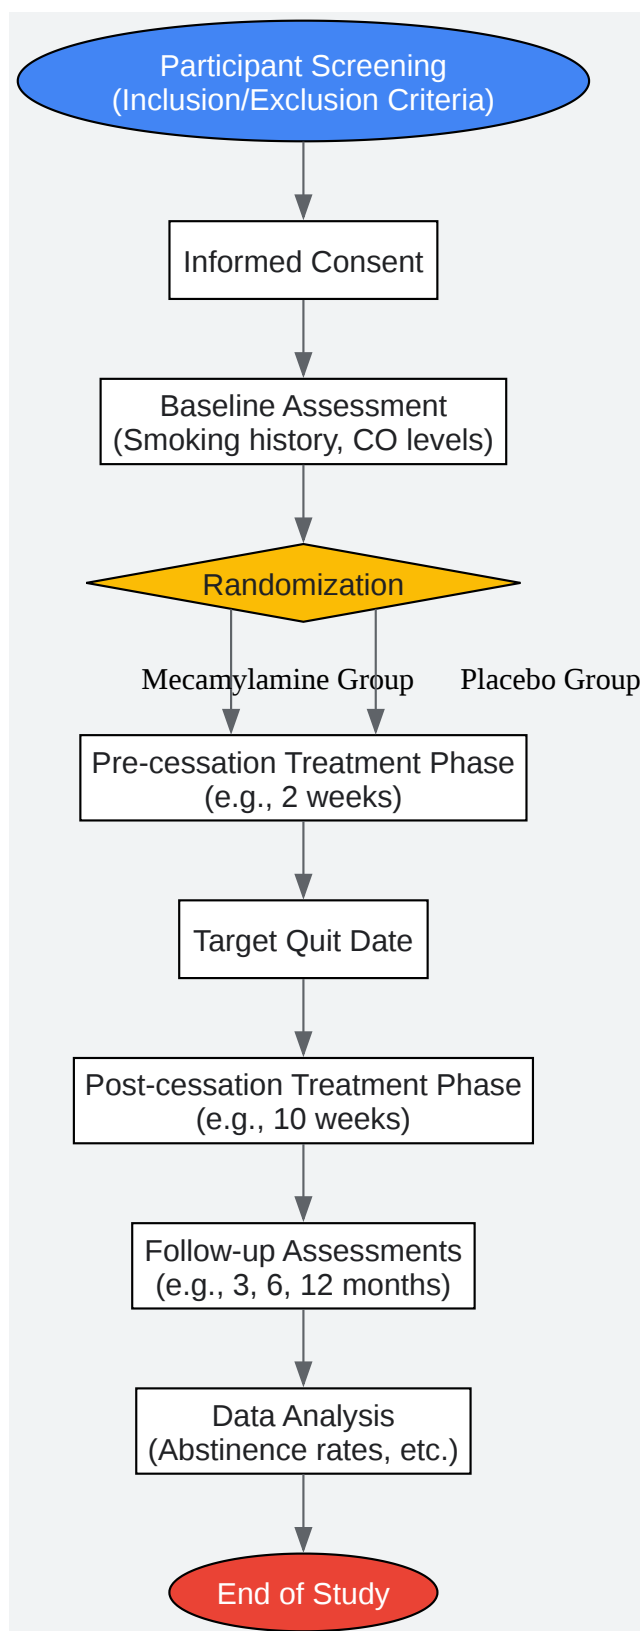 Participant Screening
(Inclusion/Exclusion Criteria)
Informed Consent
Baseline Assessment
(Smoking history, CO levels)
Randomization
Mecamylamine Group
Placebo Group
Pre-cessation Treatment Phase
(e.g., 2 weeks)
Target Quit Date
Post-cessation Treatment Phase
(e.g., 10 weeks)
Follow-up Assessments
(e.g., 3, 6, 12 months)
Data Analysis
(Abstinence rates, etc.)
End of Study